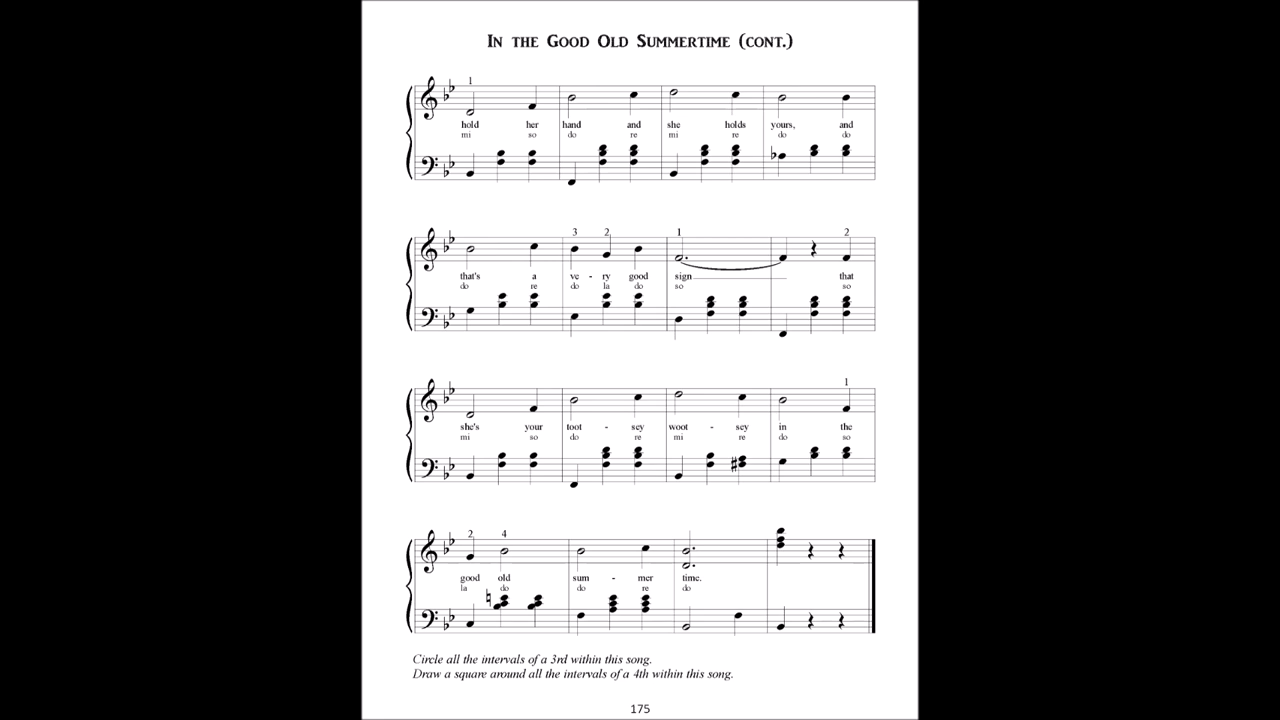 In the Good Old Summertime (cont.)
1
hold her hand and she holds yours, and
mi so do re mi re do do
3 2 1 2
that's a ve - ry good sign that
do re do la do so so
1
she's your toot - sey woot - sey in the
mi so do re mi re do so
2 4
good old sum - mer time.
la do do re do
Circle all the intervals of a 3rd within this song.
Draw a square around all the intervals of a 4th within this song.
175